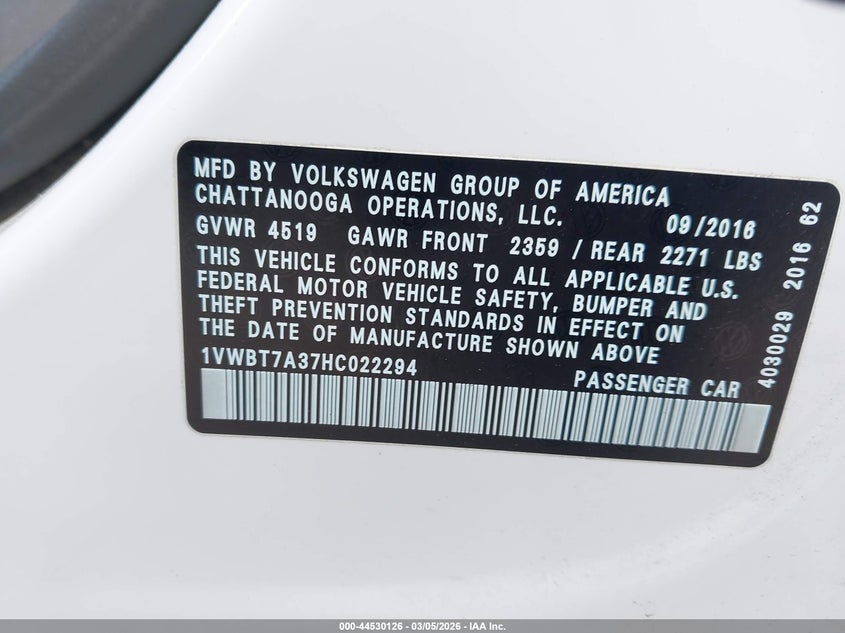 MFD BY VOLKSWAGEN GROUP OF AMERICA
CHATTANOOGA OPERATIONS, LLC. 09/2016
GVWR 4519 GAWR FRONT 2359 / REAR 2271 LBS
THIS VEHICLE CONFORMS TO ALL APPLICABLE U.S.
FEDERAL MOTOR VEHICLE SAFETY, BUMPER AND
THEFT PREVENTION STANDARDS IN EFFECT ON
THE DATE OF MANUFACTURE SHOWN ABOVE
1VWBT7A37HC022294 PASSENGER CAR
4030029 2016 62
000-44530126 — 03/05/2026 — IAA Inc.